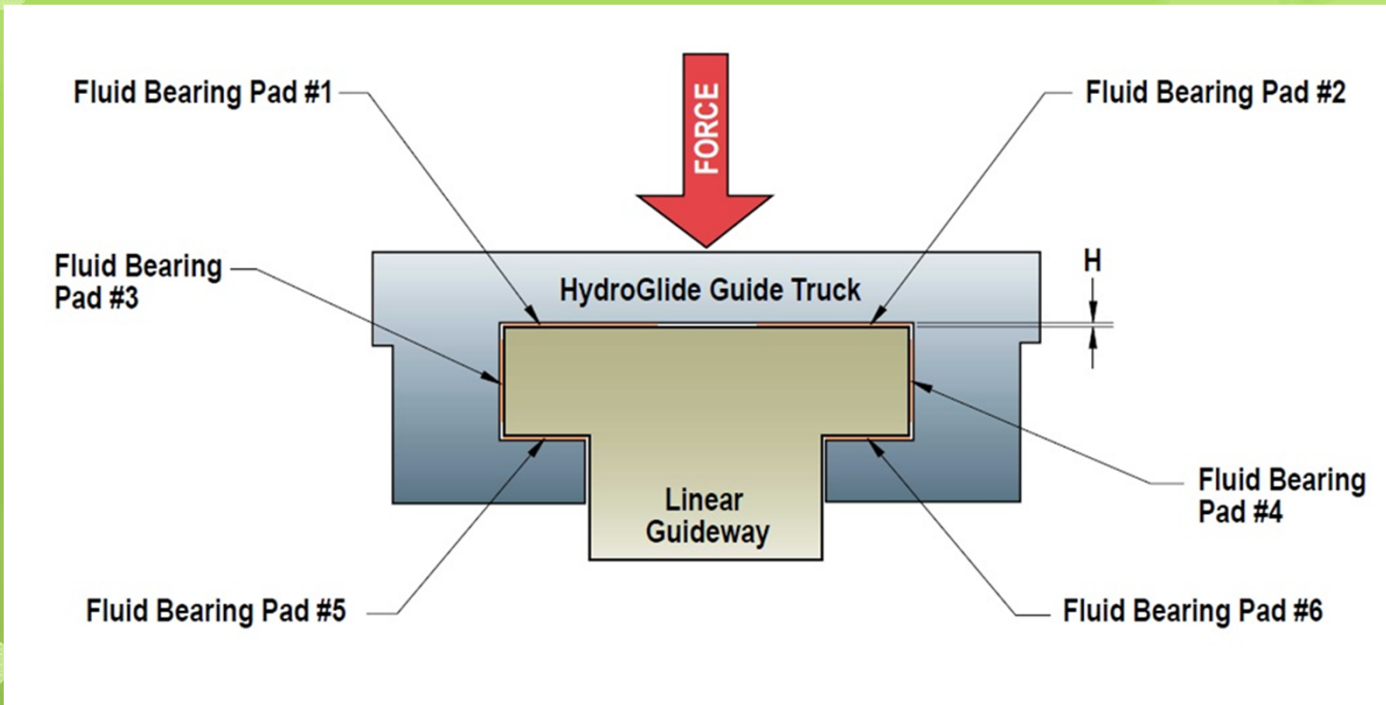 Fluid Bearing Pad #1
FORCE
Fluid Bearing Pad #2
Fluid Bearing
Pad #3
HydroGlide Guide Truck
H
Linear
Guideway
Fluid Bearing
Pad #4
Fluid Bearing Pad #5
Fluid Bearing Pad #6